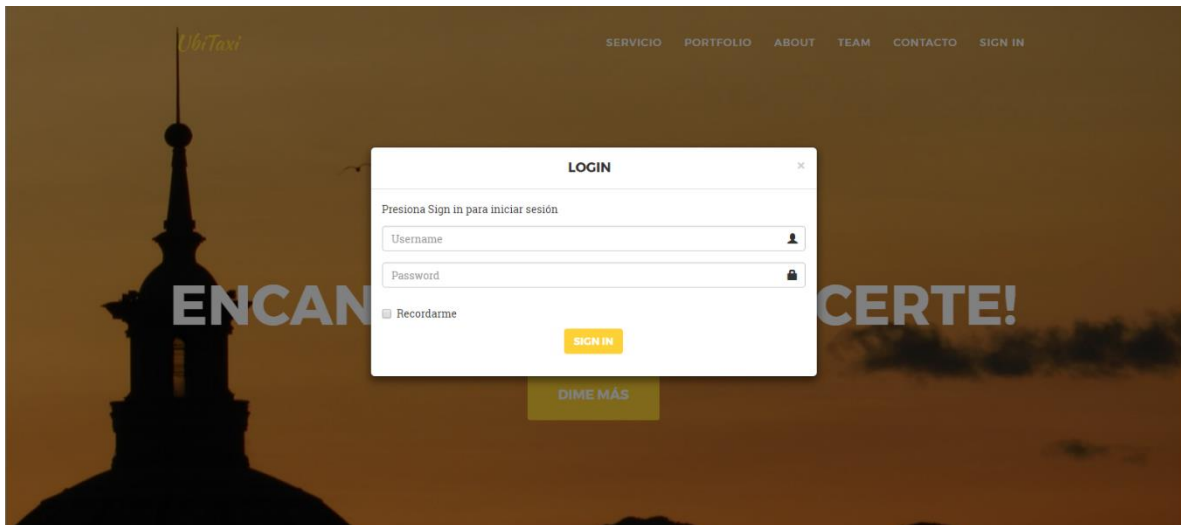 UbiTaxi
SERVICIO PORTFOLIO ABOUT TEAM CONTACTO SIGN IN
LOGIN ×
Presiona Sign in para iniciar sesión
Username
Password
ENCAN CERTE!
Recordarme
SIGN IN
DIME MÁS